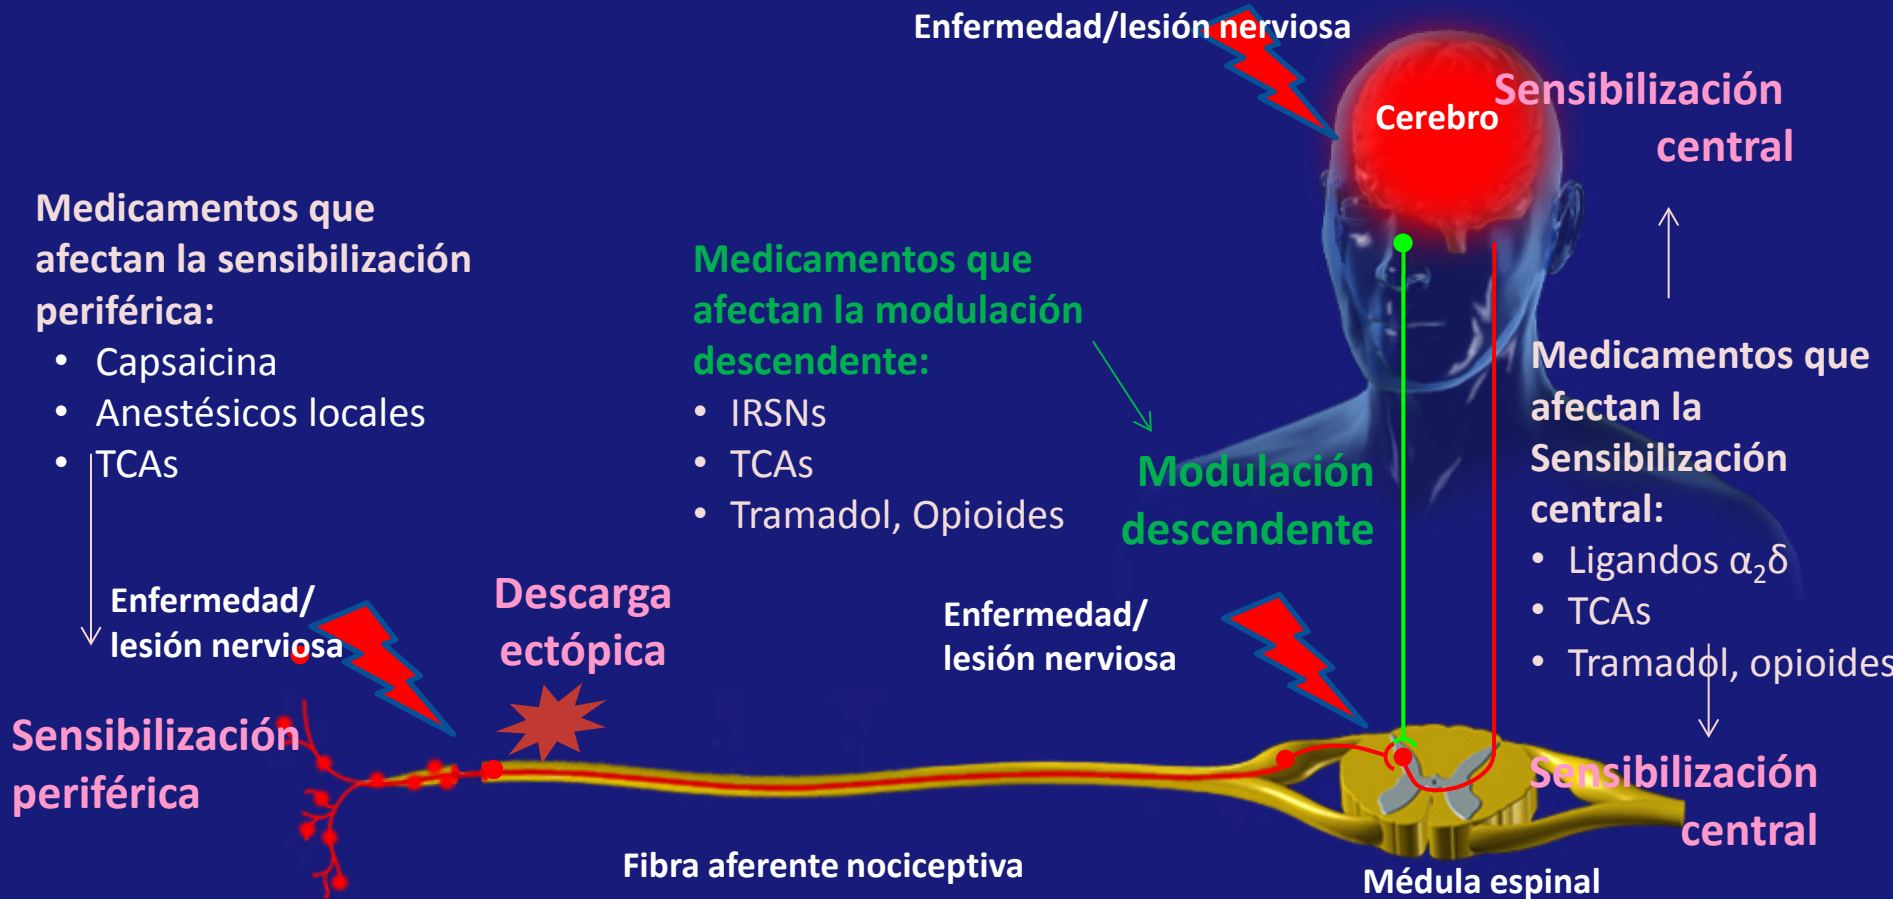 Enfermedad/lesión nerviosa
Cerebro
Sensibilización
central
Medicamentos que
afectan la sensibilización
periférica:
• Capsaicina
• Anestésicos locales
• TCAs
Medicamentos que
afectan la modulación
descendente:
• IRSNs
• TCAs
• Tramadol, Opioides
Modulación
descendente
Medicamentos que
afectan la
Sensibilización
central:
• Ligandos α₂δ
• TCAs
• Tramadol, opioides
Enfermedad/
lesión nerviosa
Descarga
ectópica
Enfermedad/
lesión nerviosa
Sensibilización
periférica
Sensibilización
central
Fibra aferente nociceptiva
Médula espinal